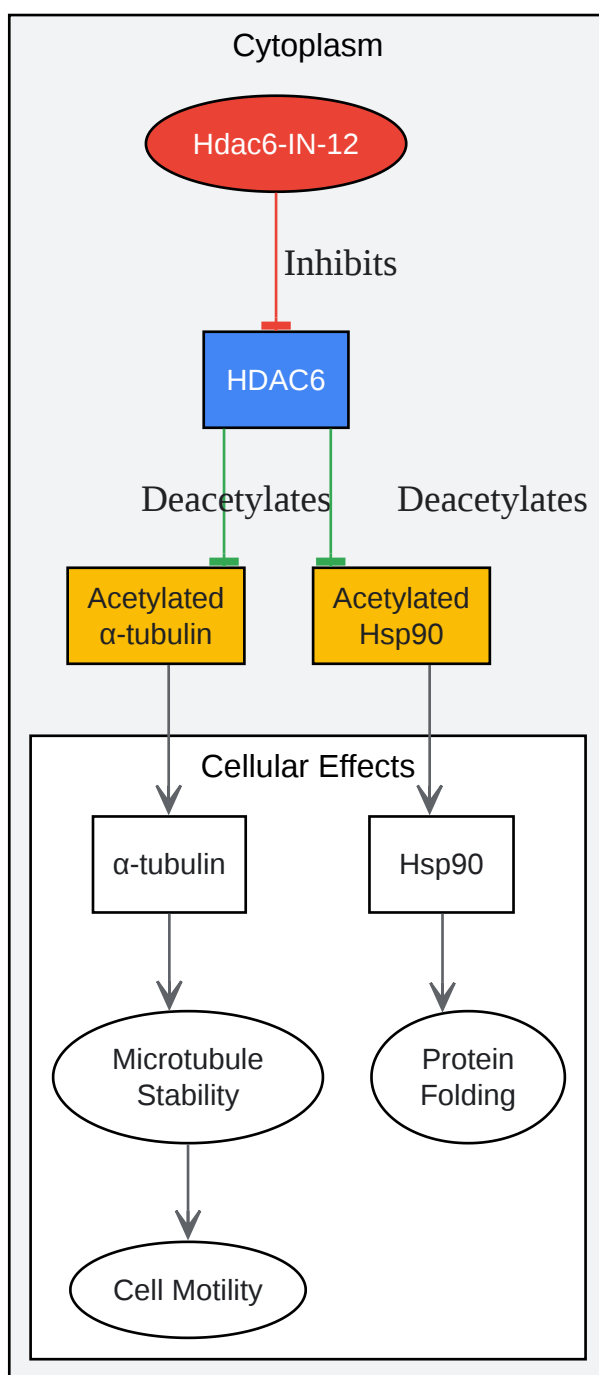 Cytoplasm
Hdac6-IN-12
Inhibits
HDAC6
Deacetylates
Deacetylates
Acetylated
α-tubulin
Acetylated
Hsp90
Cellular Effects
α-tubulin
Hsp90
Microtubule
Stability
Protein
Folding
Cell Motility